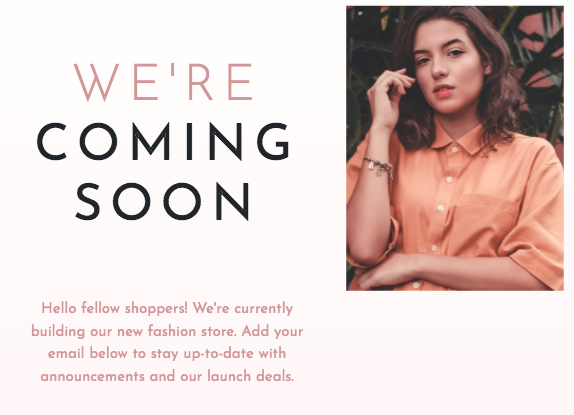 WE'RE
COMING
SOON
Hello fellow shoppers! We're currently
building our new fashion store. Add your
email below to stay up-to-date with
announcements and our launch deals.